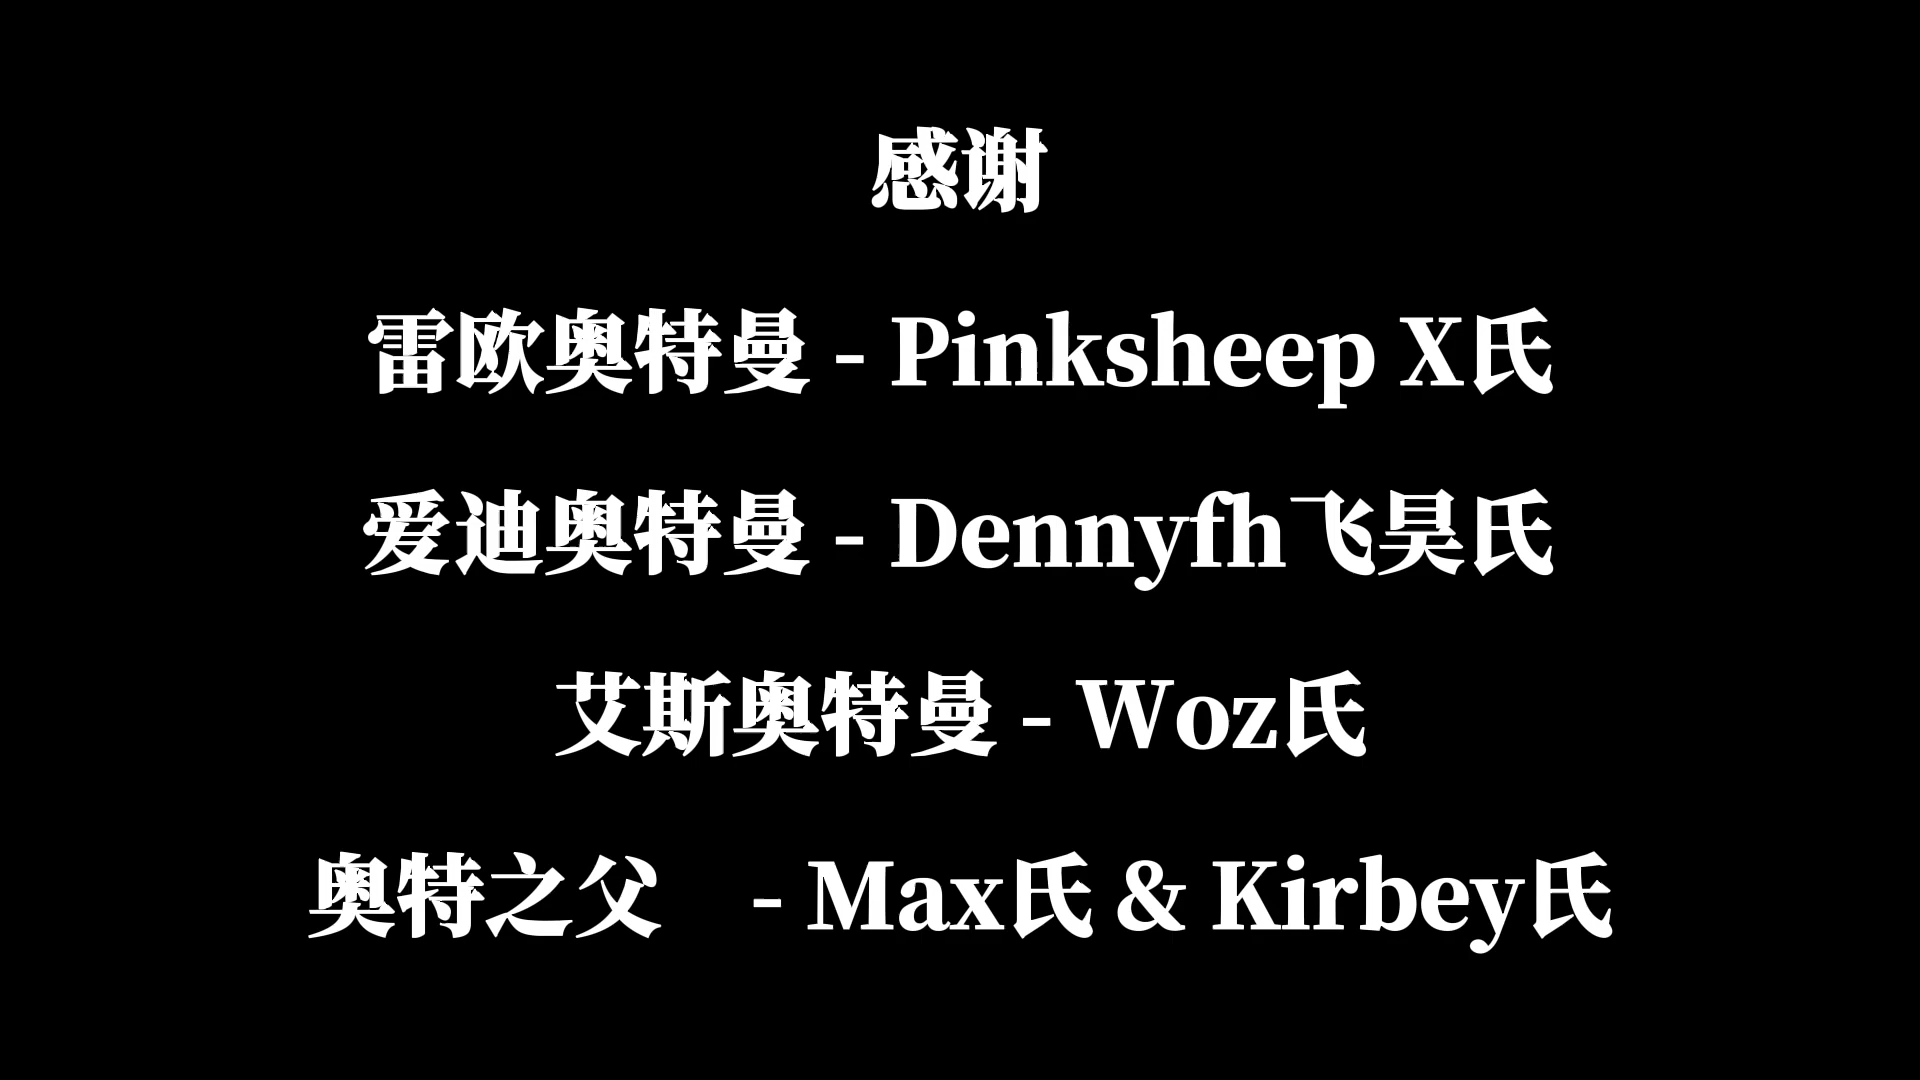 感谢
雷欧奥特曼 - Pinksheep X氏
爱迪奥特曼 - Dennyfh飞昊氏
艾斯奥特曼 - Woz氏
奥特之父　- Max氏 & Kirbey氏